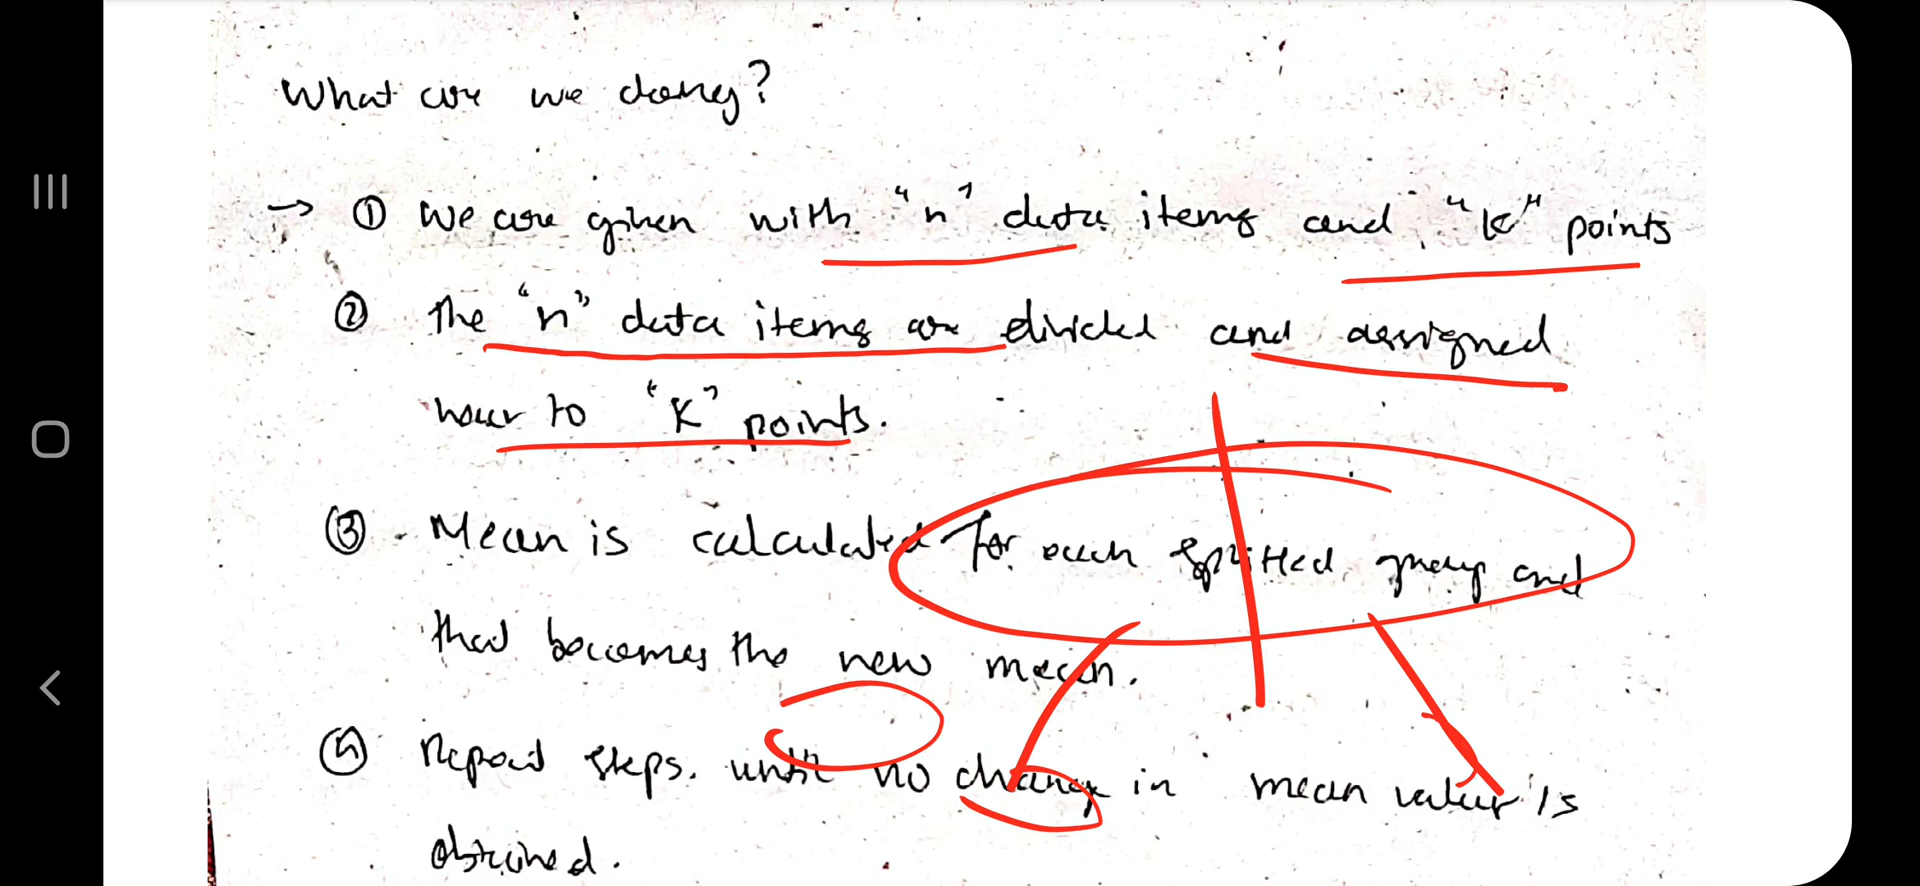 What are we doing?
→ ① We are given with "n" data items and "k" points
② The "n" data items are divided and assigned
to "K" points.
③ Mean is calculated for each splitted group and
that becomes the new mean.
Repeat steps. until no change in mean value is
obtained.